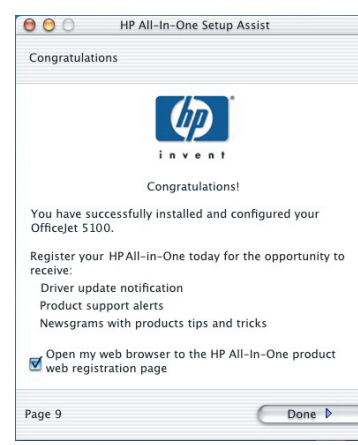 HP All-In-One Setup Assist
Congratulations
hp
invent
Congratulations!
You have successfully installed and configured your
OfficeJet 5100.
Register your HP All-in-One today for the opportunity to
receive:
Driver update notification
Product support alerts
Newsgrams with products tips and tricks
Open my web browser to the HP All-In-One product
web registration page
Page 9
Done